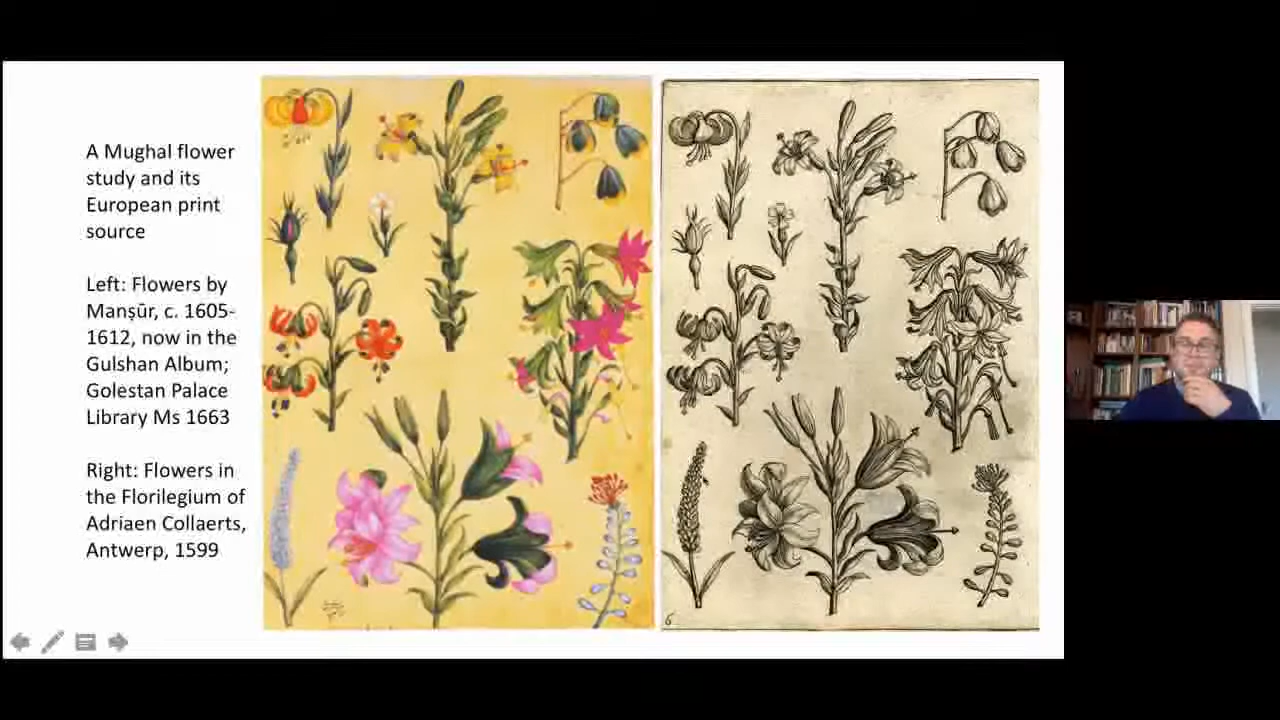 A Mughal flower
study and its
European print
source
Left: Flowers by
Manṣūr, c. 1605-
1612, now in the
Gulshan Album;
Golestan Palace
Library Ms 1663
Right: Flowers in
the Florilegium of
Adriaen Collaerts,
Antwerp, 1599
6